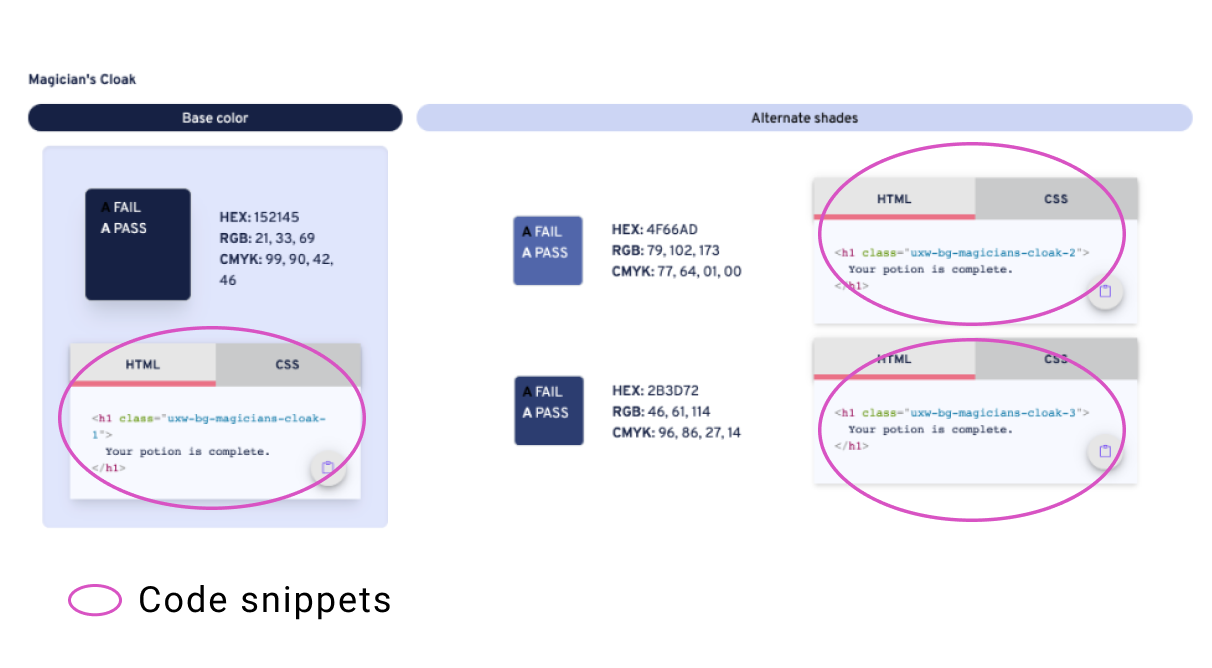 Magician's Cloak
Base color
Alternate shades
A FAIL
A PASS
HEX: 152145
RGB: 21, 33, 69
CMYK: 99, 90, 42,
46
HTML
CSS
<h1 class="uxw-bg-magicians-cloak-
1">
Your potion is complete.
</h1>
A FAIL
A PASS
HEX: 4F66AD
RGB: 79, 102, 173
CMYK: 77, 64, 01, 00
HTML
CSS
<h1 class="uxw-bg-magicians-cloak-2">
Your potion is complete.
</h1>
A FAIL
A PASS
HEX: 2B3D72
RGB: 46, 61, 114
CMYK: 96, 86, 27, 14
HTML
CSS
<h1 class="uxw-bg-magicians-cloak-3">
Your potion is complete.
</h1>
Code snippets